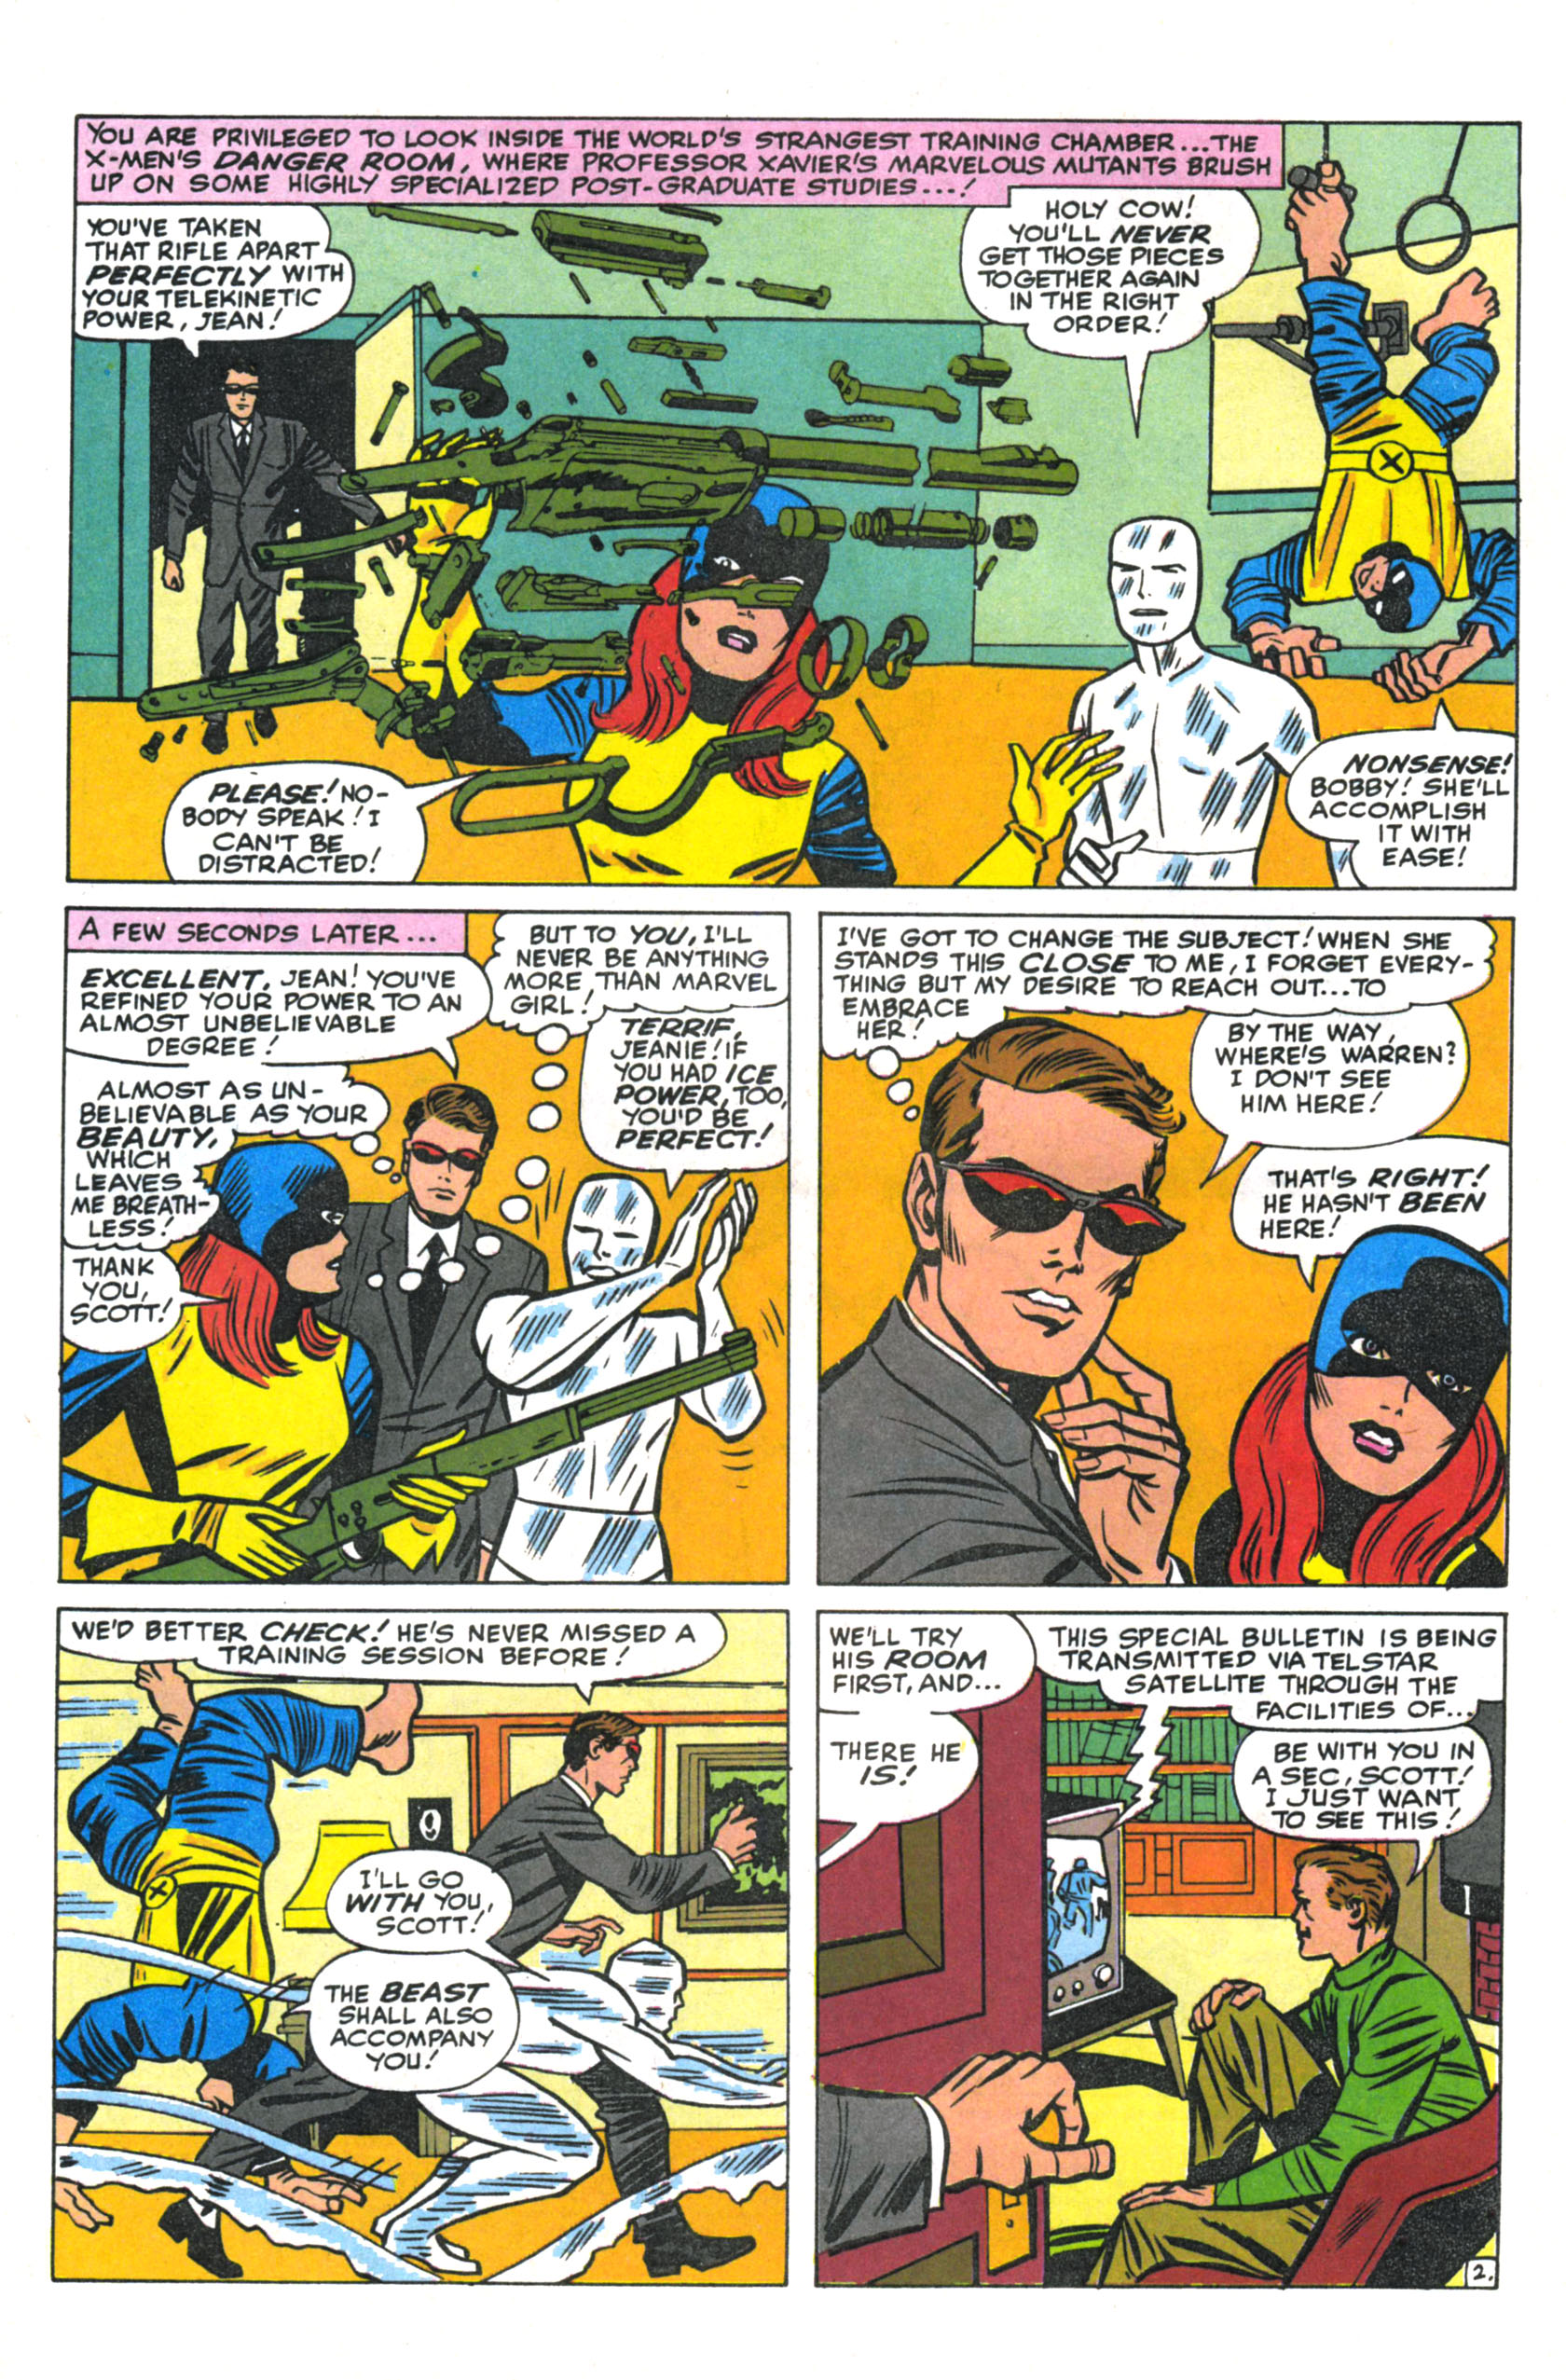 YOU ARE PRIVILEGED TO LOOK INSIDE THE WORLD'S STRANGEST TRAINING CHAMBER...THE
X-MEN'S DANGER ROOM, WHERE PROFESSOR XAVIER'S MARVELOUS MUTANTS BRUSH
UP ON SOME HIGHLY SPECIALIZED POST-GRADUATE STUDIES...!
YOU'VE TAKEN
THAT RIFLE APART
PERFECTLY WITH
YOUR TELEKINETIC
POWER, JEAN!
HOLY COW!
YOU'LL NEVER
GET THOSE PIECES
TOGETHER AGAIN
IN THE RIGHT
ORDER!
PLEASE! NO-
BODY SPEAK! I
CAN'T BE
DISTRACTED!
NONSENSE!
BOBBY! SHE'LL
ACCOMPLISH
IT WITH
EASE!
A FEW SECONDS LATER...
EXCELLENT, JEAN! YOU'VE
REFINED YOUR POWER TO AN
ALMOST UNBELIEVABLE
DEGREE!
ALMOST AS UN-
BELIEVABLE AS YOUR
BEAUTY,
WHICH
LEAVES
ME BREATH-
LESS!
THANK
YOU,
SCOTT!
BUT TO YOU, I'LL
NEVER BE ANYTHING
MORE THAN MARVEL
GIRL!
TERRIF,
JEANIE! IF
YOU HAD ICE
POWER, TOO,
YOU'D BE
PERFECT!
I'VE GOT TO CHANGE THE SUBJECT! WHEN SHE
STANDS THIS CLOSE TO ME, I FORGET EVERY-
THING BUT MY DESIRE TO REACH OUT...TO
EMBRACE
HER!
BY THE WAY,
WHERE'S WARREN?
I DON'T SEE
HIM HERE!
THAT'S RIGHT!
HE HASN'T BEEN
HERE!
WE'D BETTER CHECK! HE'S NEVER MISSED A
TRAINING SESSION BEFORE!
I'LL GO
WITH YOU,
SCOTT!
THE BEAST
SHALL ALSO
ACCOMPANY
YOU!
WE'LL TRY
HIS ROOM
FIRST, AND...
THERE HE
IS!
THIS SPECIAL BULLETIN IS BEING
TRANSMITTED VIA TELSTAR
SATELLITE THROUGH THE
FACILITIES OF...
BE WITH YOU IN
A SEC, SCOTT!
I JUST WANT
TO SEE THIS!
2.